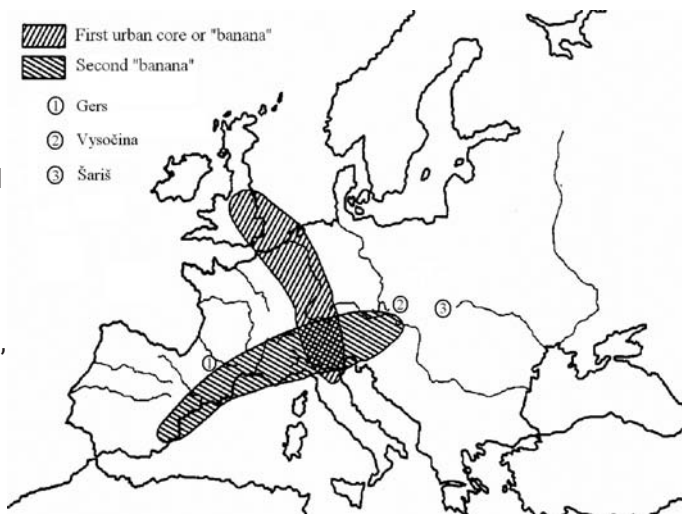 First urban core or "banana"
Second "banana"
① Gers
② Vysočina
③ Šariš
①
②
③
,